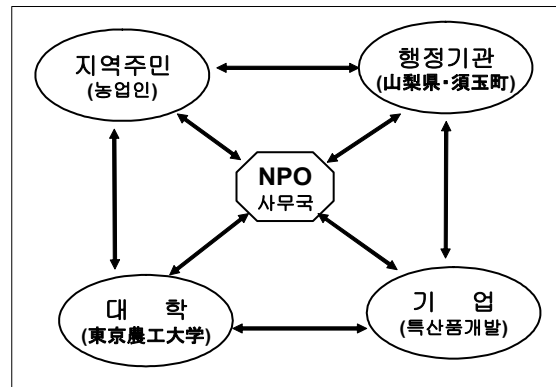 지역주민
(농업인)
행정기관
(山梨県・須玉町)
NPO
사무국
대 학
(東京農工大学)
기 업
(특산품개발)